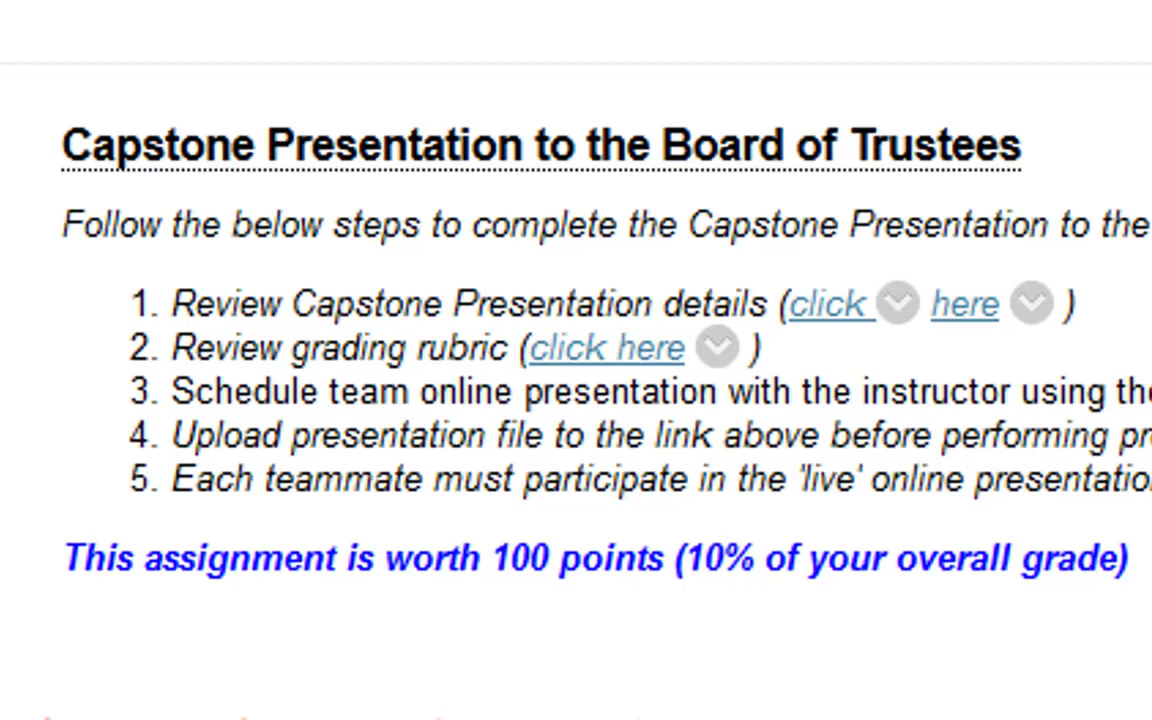 Capstone Presentation to the Board of Trustees
Follow the below steps to complete the Capstone Presentation to the
1. Review Capstone Presentation details (click here )
2. Review grading rubric (click here )
3. Schedule team online presentation with the instructor using the
4. Upload presentation file to the link above before performing
5. Each teammate must participate in the 'live' online presentation
This assignment is worth 100 points (10% of your overall grade)